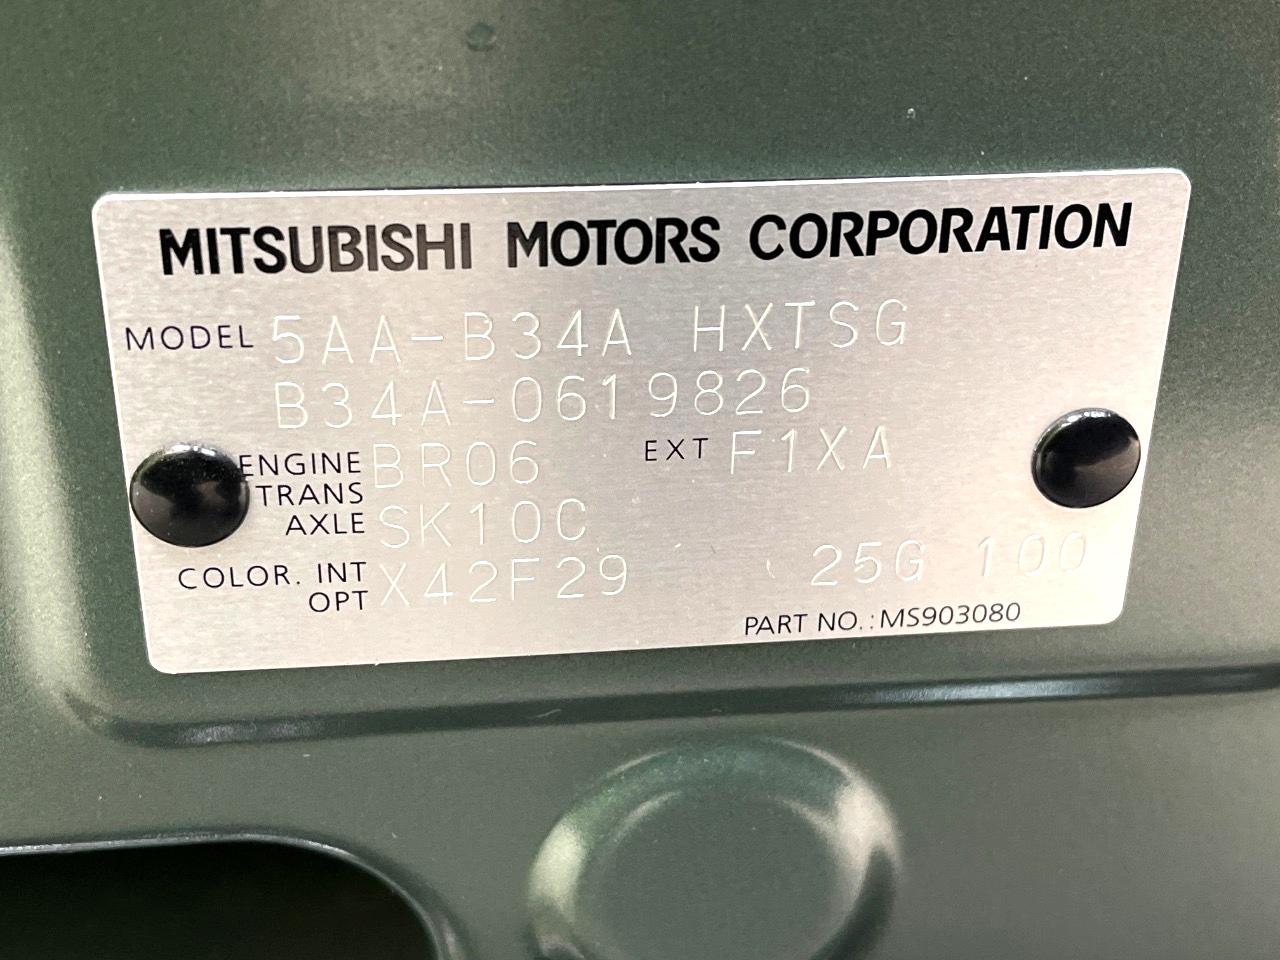 MITSUBISHI MOTORS CORPORATION
MODEL 5AA-B34A HXTSG
B34A-0619826
ENGINE BR06 EXT F1XA
TRANS
AXLE SK10C
COLOR. INT
OPT X42F29 25G 100
PART NO.:MS903080